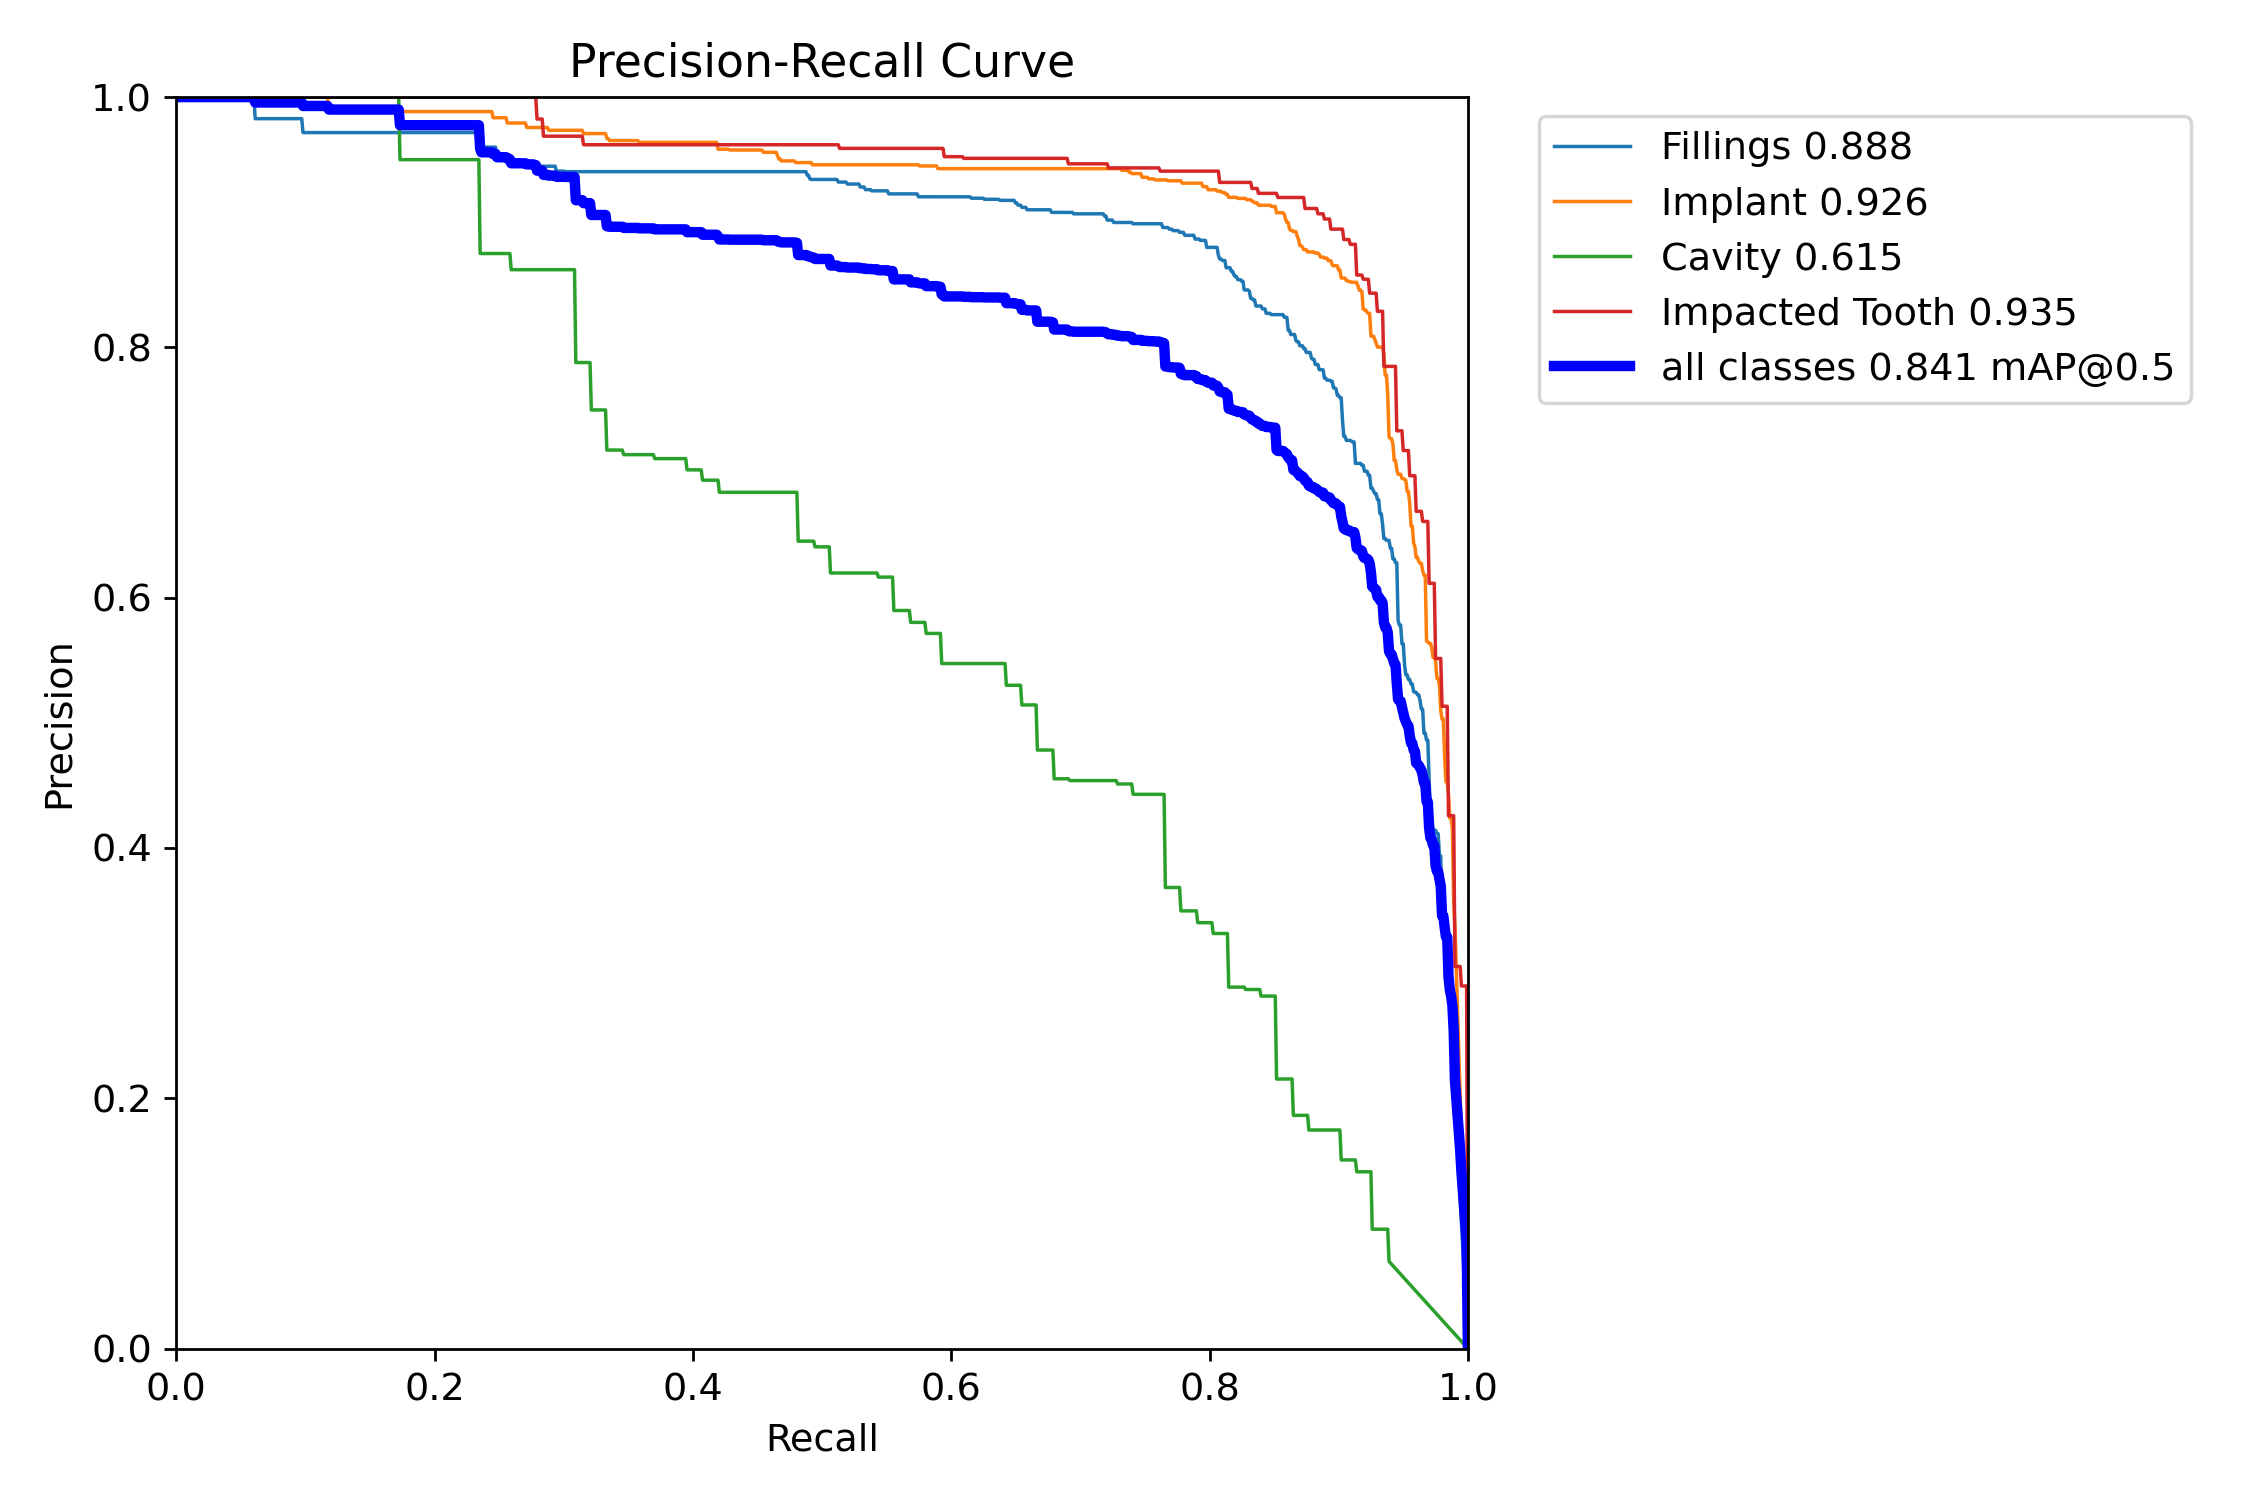 Precision-Recall Curve
1.0
0.8
0.6
0.4
0.2
0.0
Precision
0.0 0.2 0.4 0.6 0.8 1.0
Recall
Fillings 0.888
Implant 0.926
Cavity 0.615
Impacted Tooth 0.935
all classes 0.841 mAP@0.5